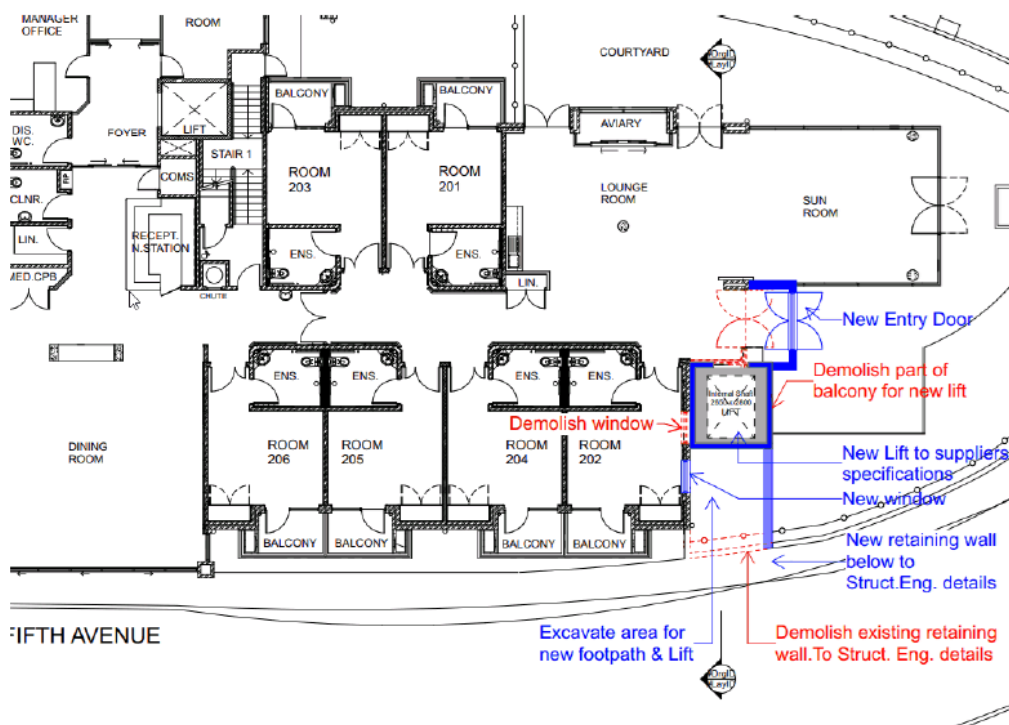 MANAGER
OFFICE
ROOM
COURTYARD
BALCONY
BALCONY
AVIARY
DIS.
WC.
FOYER
LIFT
STAIR 1
COMS
FP
CLNR.
LIN.
MED.CPB
RECEPT.
N.STATION
CHUTE
ROOM
203
ROOM
201
LOUNGE
ROOM
SUN
ROOM
ENS.
ENS.
LIN.
New Entry Door
ENS.
ENS.
ENS.
ENS.
Demolish part of
balcony for new lift
Internal Shaft
LIFT
Demolish window
DINING
ROOM
ROOM
206
ROOM
205
ROOM
204
ROOM
202
New Lift to suppliers
specifications
New window
BALCONY
BALCONY
BALCONY
BALCONY
New retaining wall
below to
Struct.Eng. details
FIFTH AVENUE
Excavate area for
new footpath & Lift
Demolish existing retaining
wall.To Struct. Eng. details